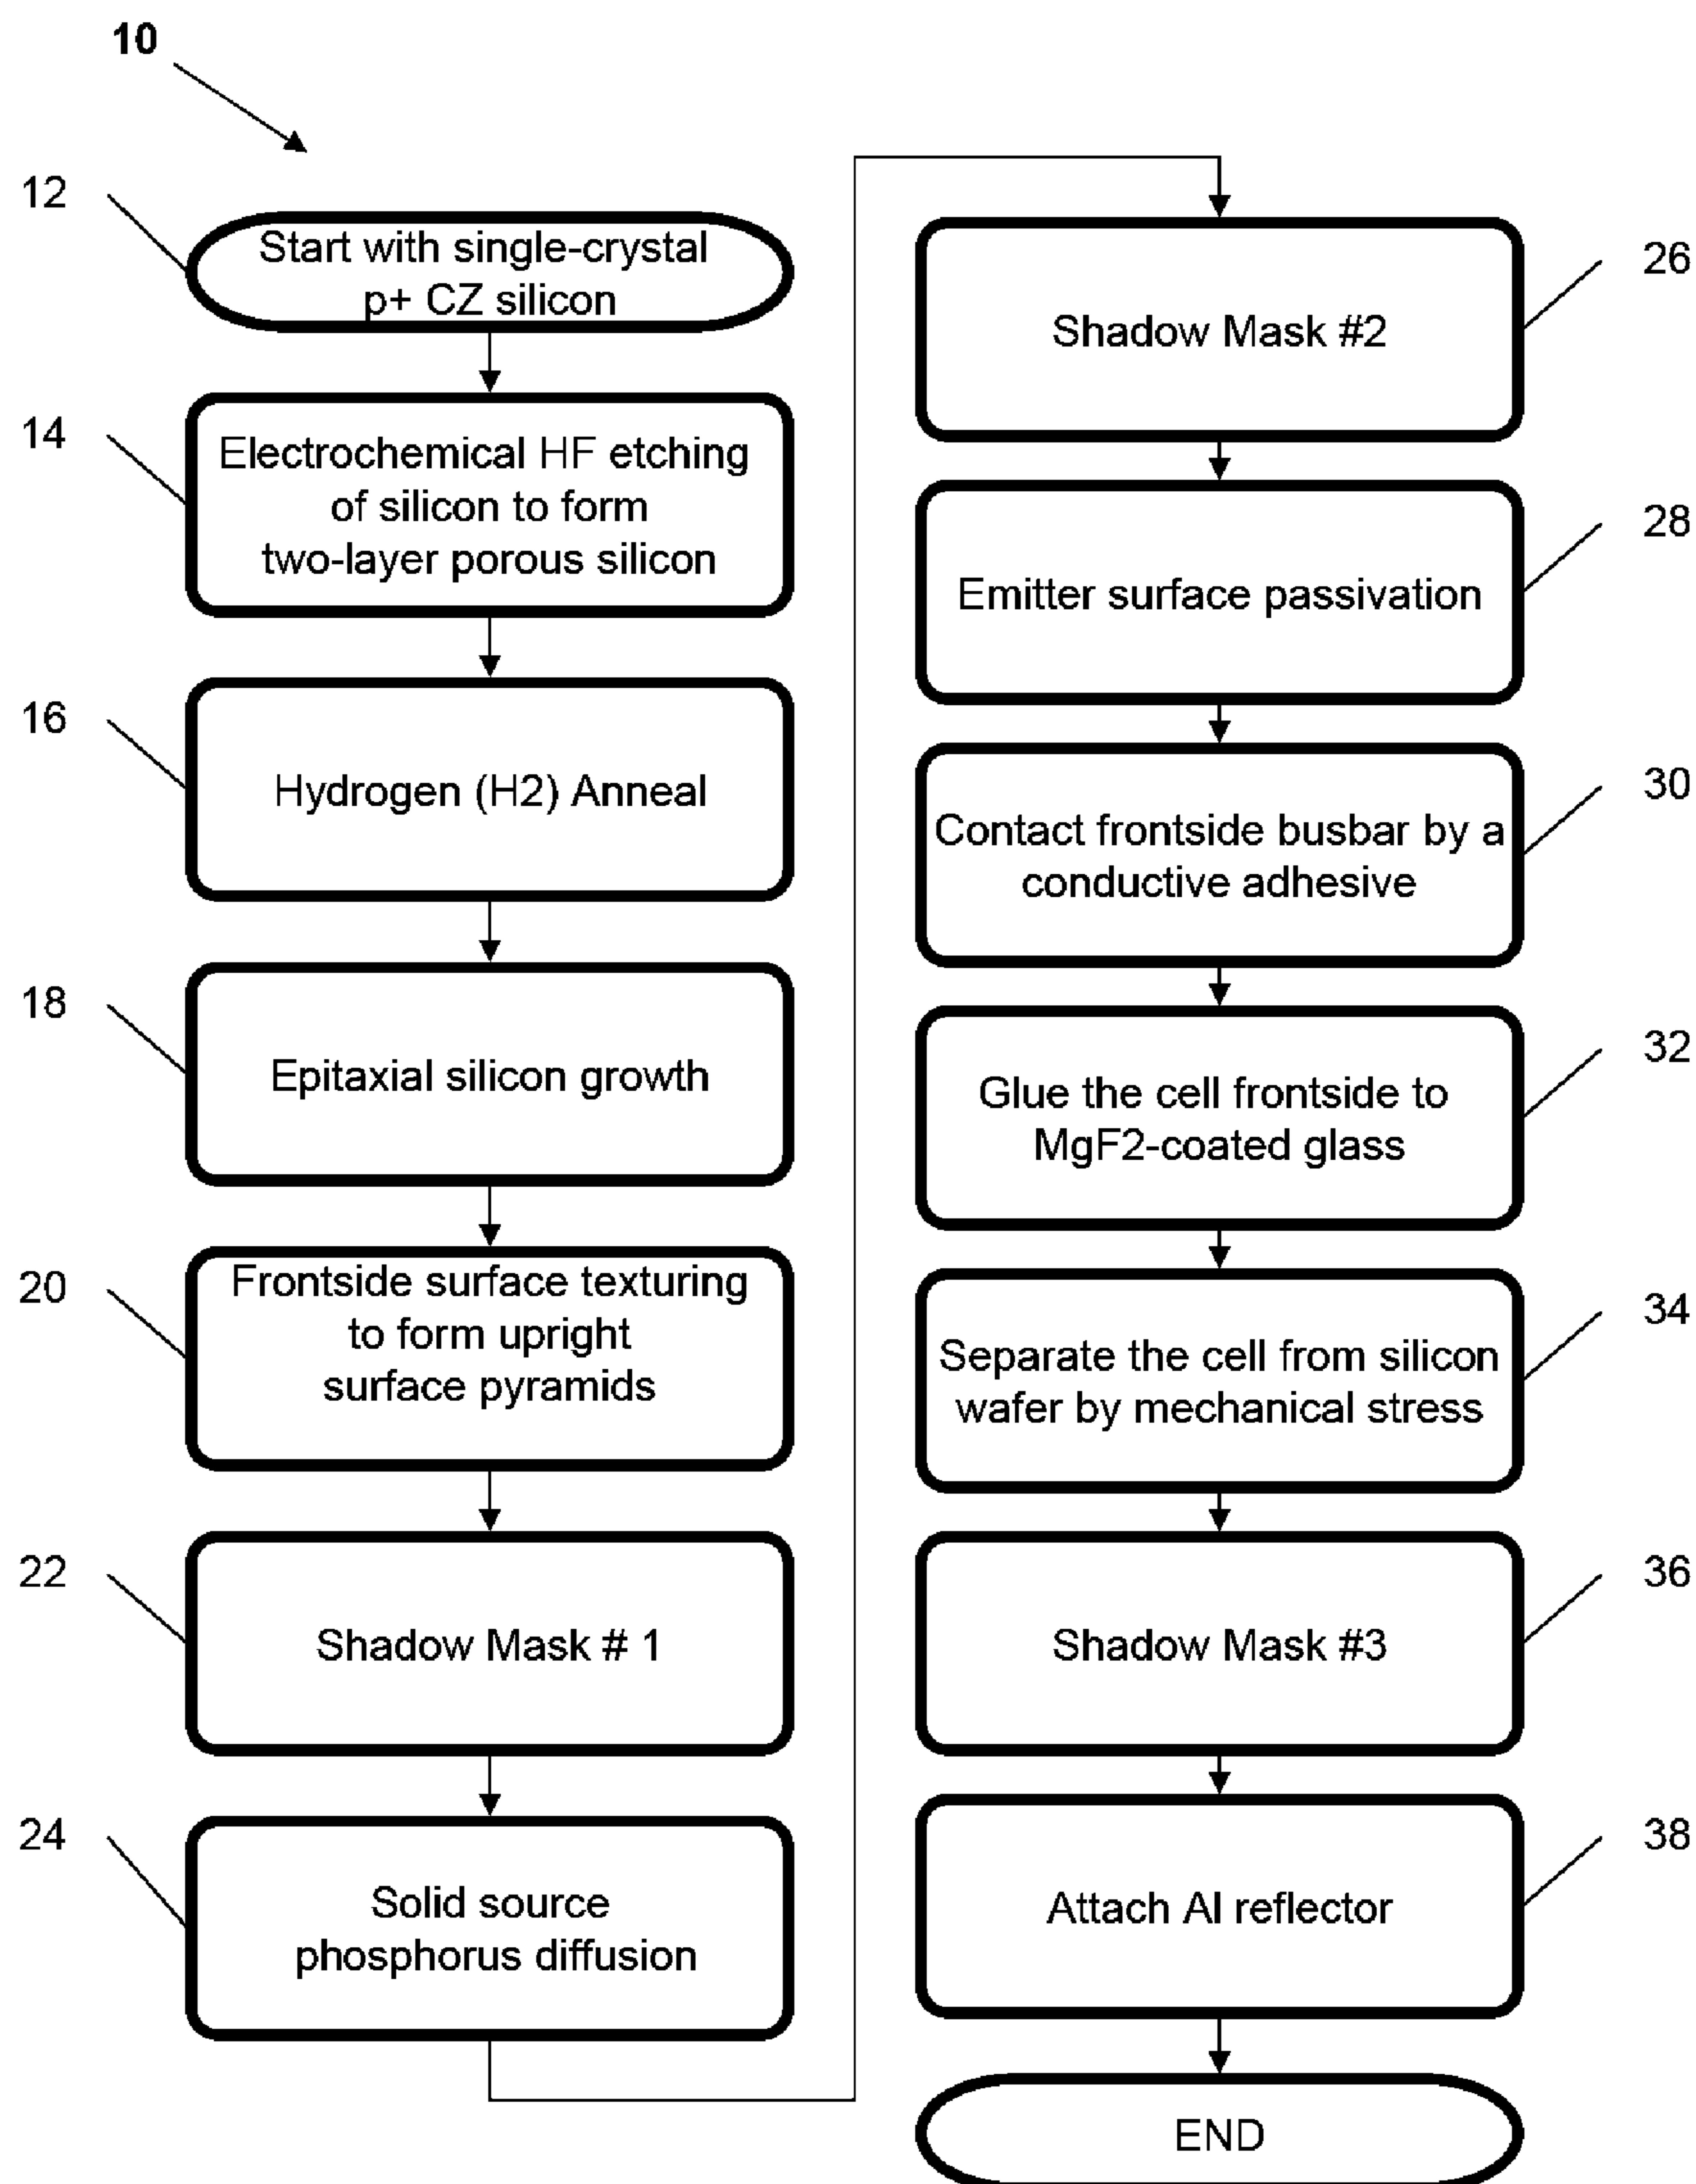 10
12
Start with single-crystal
p+ CZ silicon
14
Electrochemical HF etching
of silicon to form
two-layer porous silicon
16
Hydrogen (H2) Anneal
18
Epitaxial silicon growth
20
Frontside surface texturing
to form upright
surface pyramids
22
Shadow Mask # 1
24
Solid source
phosphorus diffusion
26
Shadow Mask #2
28
Emitter surface passivation
30
Contact frontside busbar by a
conductive adhesive
32
Glue the cell frontside to
MgF2-coated glass
34
Separate the cell from silicon
wafer by mechanical stress
36
Shadow Mask #3
38
Attach Al reflector
END